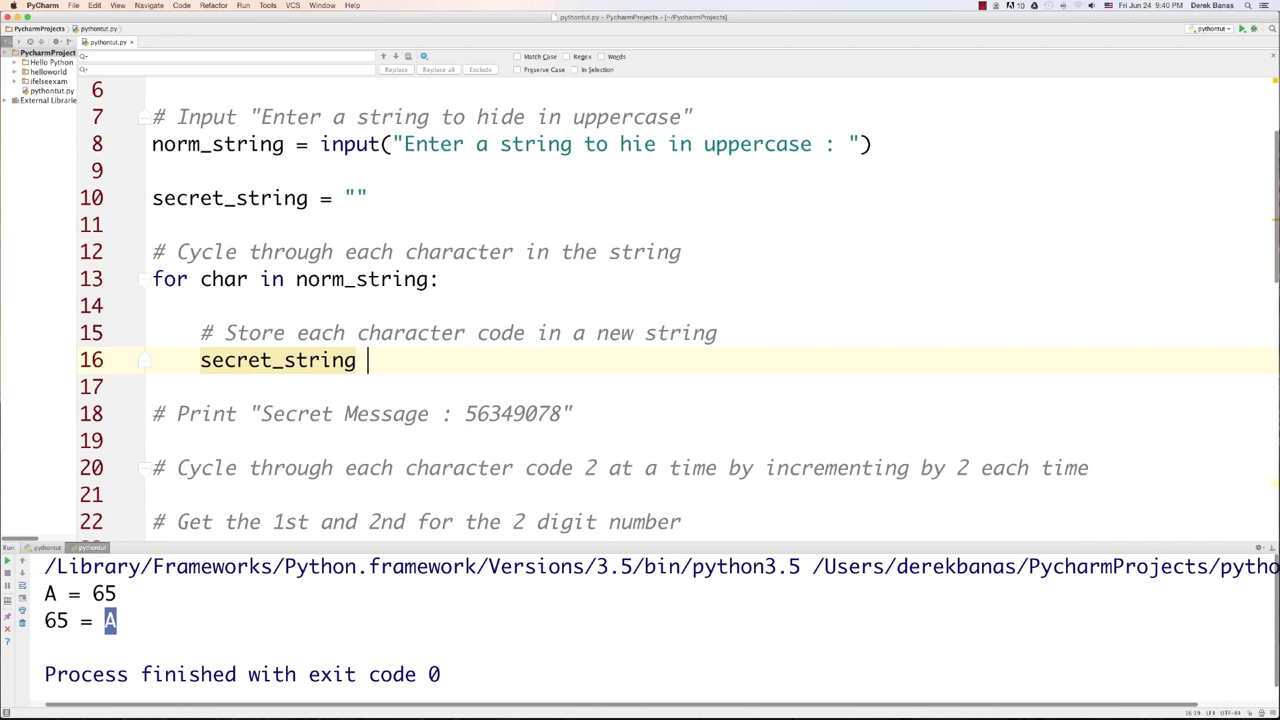 PyCharm File Edit View Navigate Code Refactor Run Tools VCS Window Help Fri Jun 24 9:40 PM Derek Banas
pythontut.py - PycharmProjects - [~/PycharmProjects]
PycharmProjects pythontut.py pythontut
pythontut.py
Match Case Regex Words
Replace Replace all Exclude Preserve Case In Selection
PycharmProject
Hello Python
helloworld
ifelseexam
pythontut.py
External Librarie
6
7 # Input "Enter a string to hide in uppercase"
8 norm_string = input("Enter a string to hie in uppercase : ")
9
10 secret_string = ""
11
12 # Cycle through each character in the string
13 for char in norm_string:
14
15 # Store each character code in a new string
16 secret_string
17
18 # Print "Secret Message : 56349078"
19
20 # Cycle through each character code 2 at a time by incrementing by 2 each time
21
22 # Get the 1st and 2nd for the 2 digit number
Run: pythontut pythontut
/Library/Frameworks/Python.framework/Versions/3.5/bin/python3.5 /Users/derekbanas/PycharmProjects/pytho
A = 65
65 = A
Process finished with exit code 0
16:19 LF‡ UTF-8‡